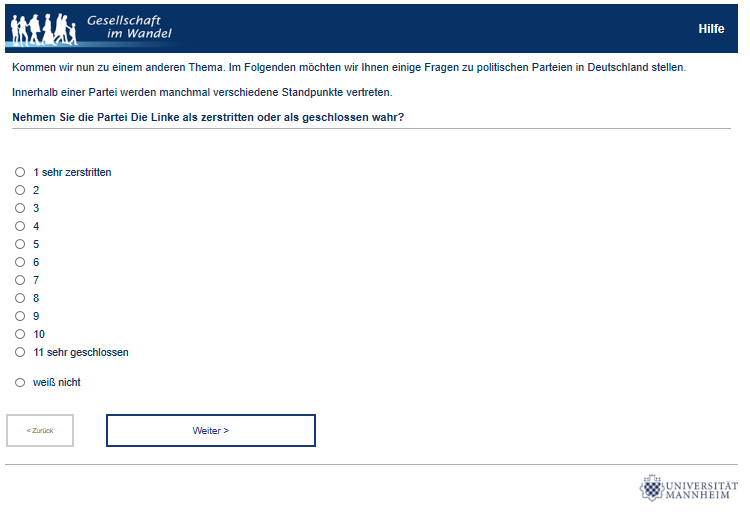 Gesellschaft
im Wandel
Hilfe
Kommen wir nun zu einem anderen Thema. Im Folgenden möchten wir Ihnen einige Fragen zu politischen Parteien in Deutschland stellen.
Innerhalb einer Partei werden manchmal verschiedene Standpunkte vertreten.
Nehmen Sie die Partei Die Linke als zerstritten oder als geschlossen wahr?
1 sehr zerstritten
2
3
4
5
6
7
8
9
10
11 sehr geschlossen
weiß nicht
< Zurück
Weiter >
UNIVERSITÄT
MANNHEIM